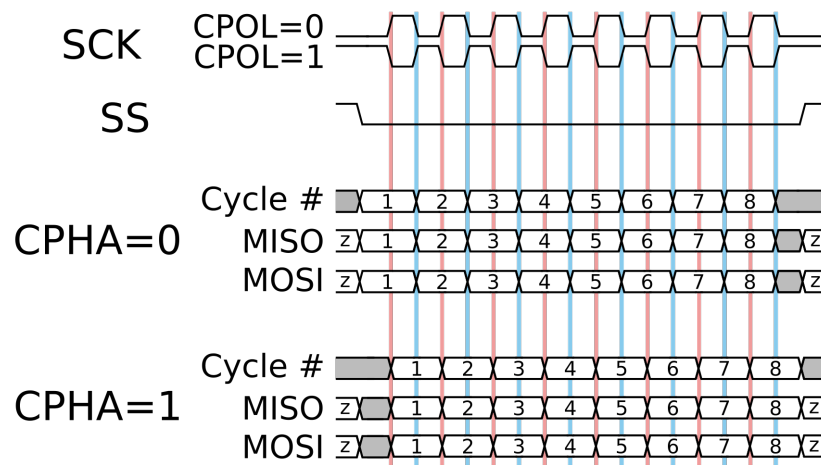 SCK CPOL=0
CPOL=1
SS
Cycle # 1 2 3 4 5 6 7 8
CPHA=0 MISO z 1 2 3 4 5 6 7 8 z
MOSI z 1 2 3 4 5 6 7 8 z
Cycle # 1 2 3 4 5 6 7 8
CPHA=1 MISO z 1 2 3 4 5 6 7 8 z
MOSI z 1 2 3 4 5 6 7 8 z